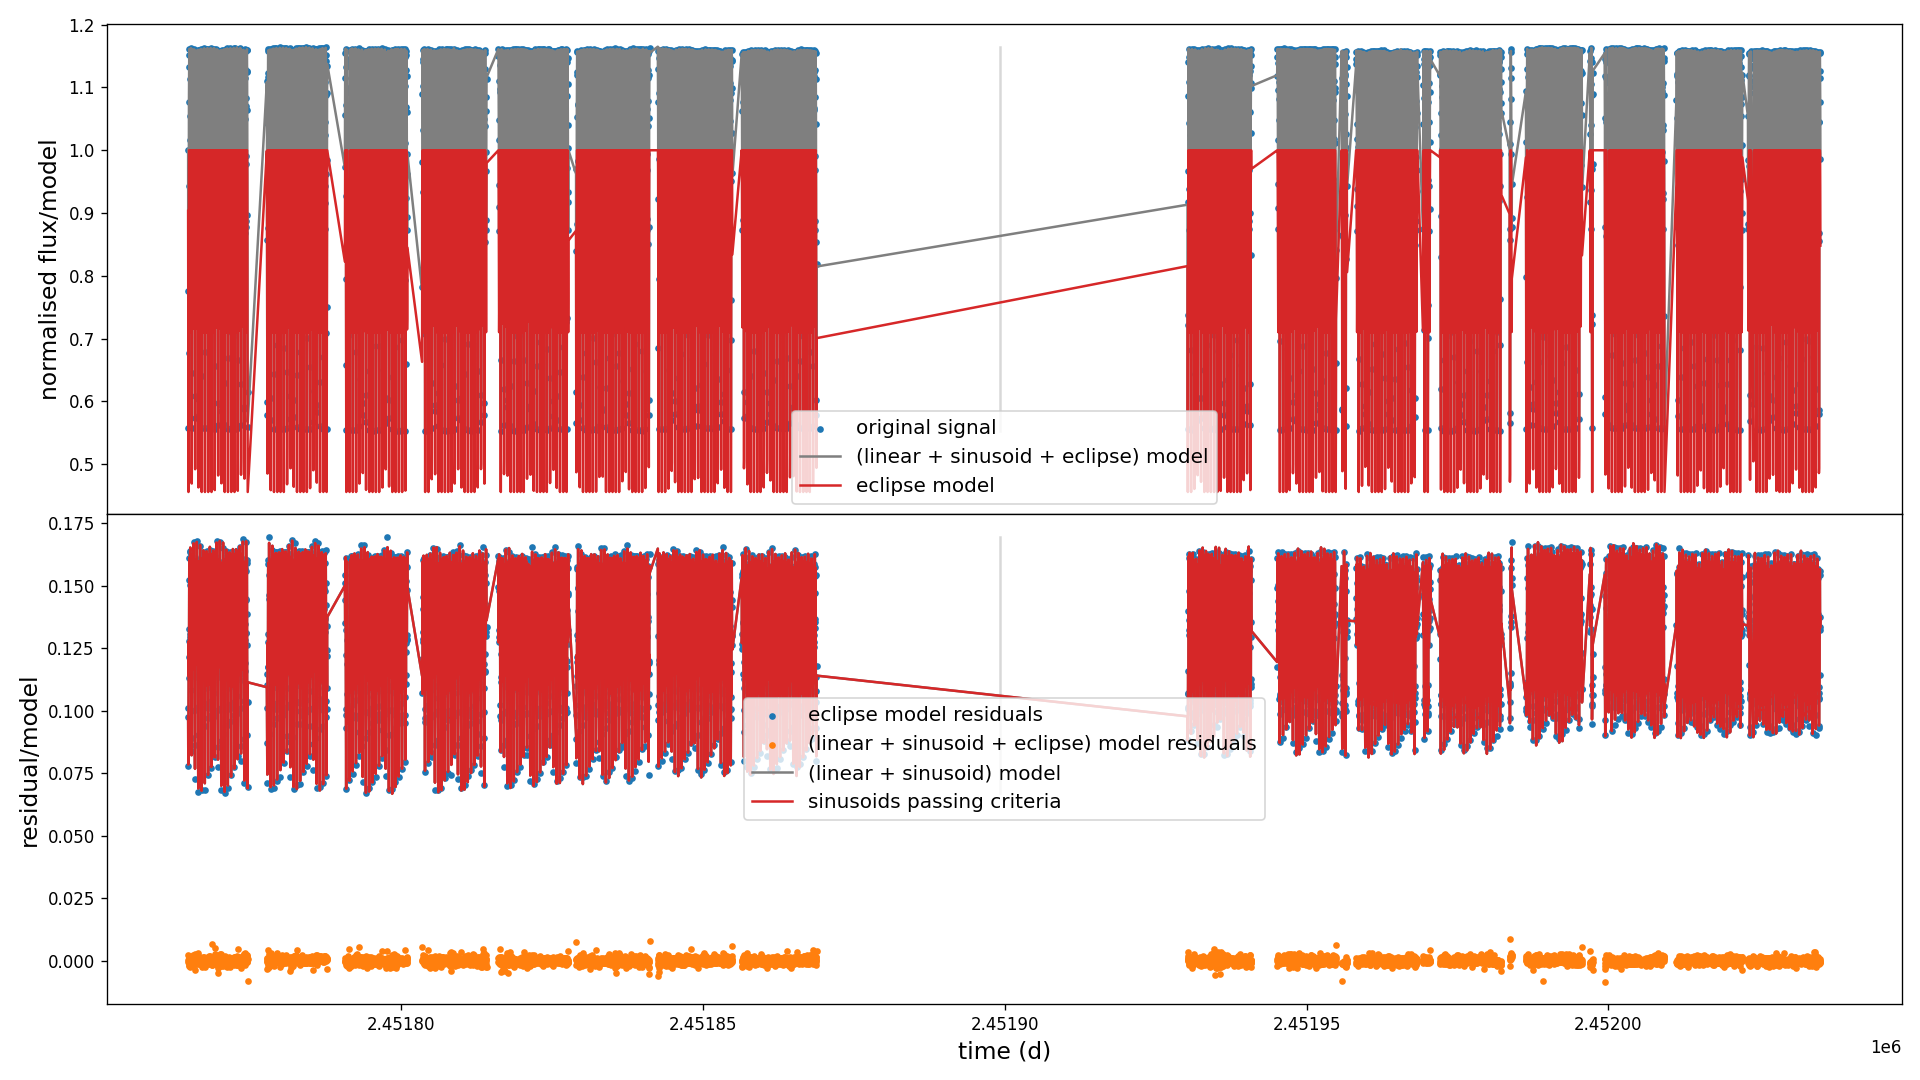 1.2
1.1
1.0
0.9
0.8
0.7
0.6
0.5
normalised flux/model
original signal
(linear + sinusoid + eclipse) model
eclipse model
0.175
0.150
0.125
0.100
0.075
0.050
0.025
0.000
residual/model
eclipse model residuals
(linear + sinusoid + eclipse) model residuals
(linear + sinusoid) model
sinusoids passing criteria
2.45180 2.45185 2.45190 2.45195 2.45200
1e6
time (d)